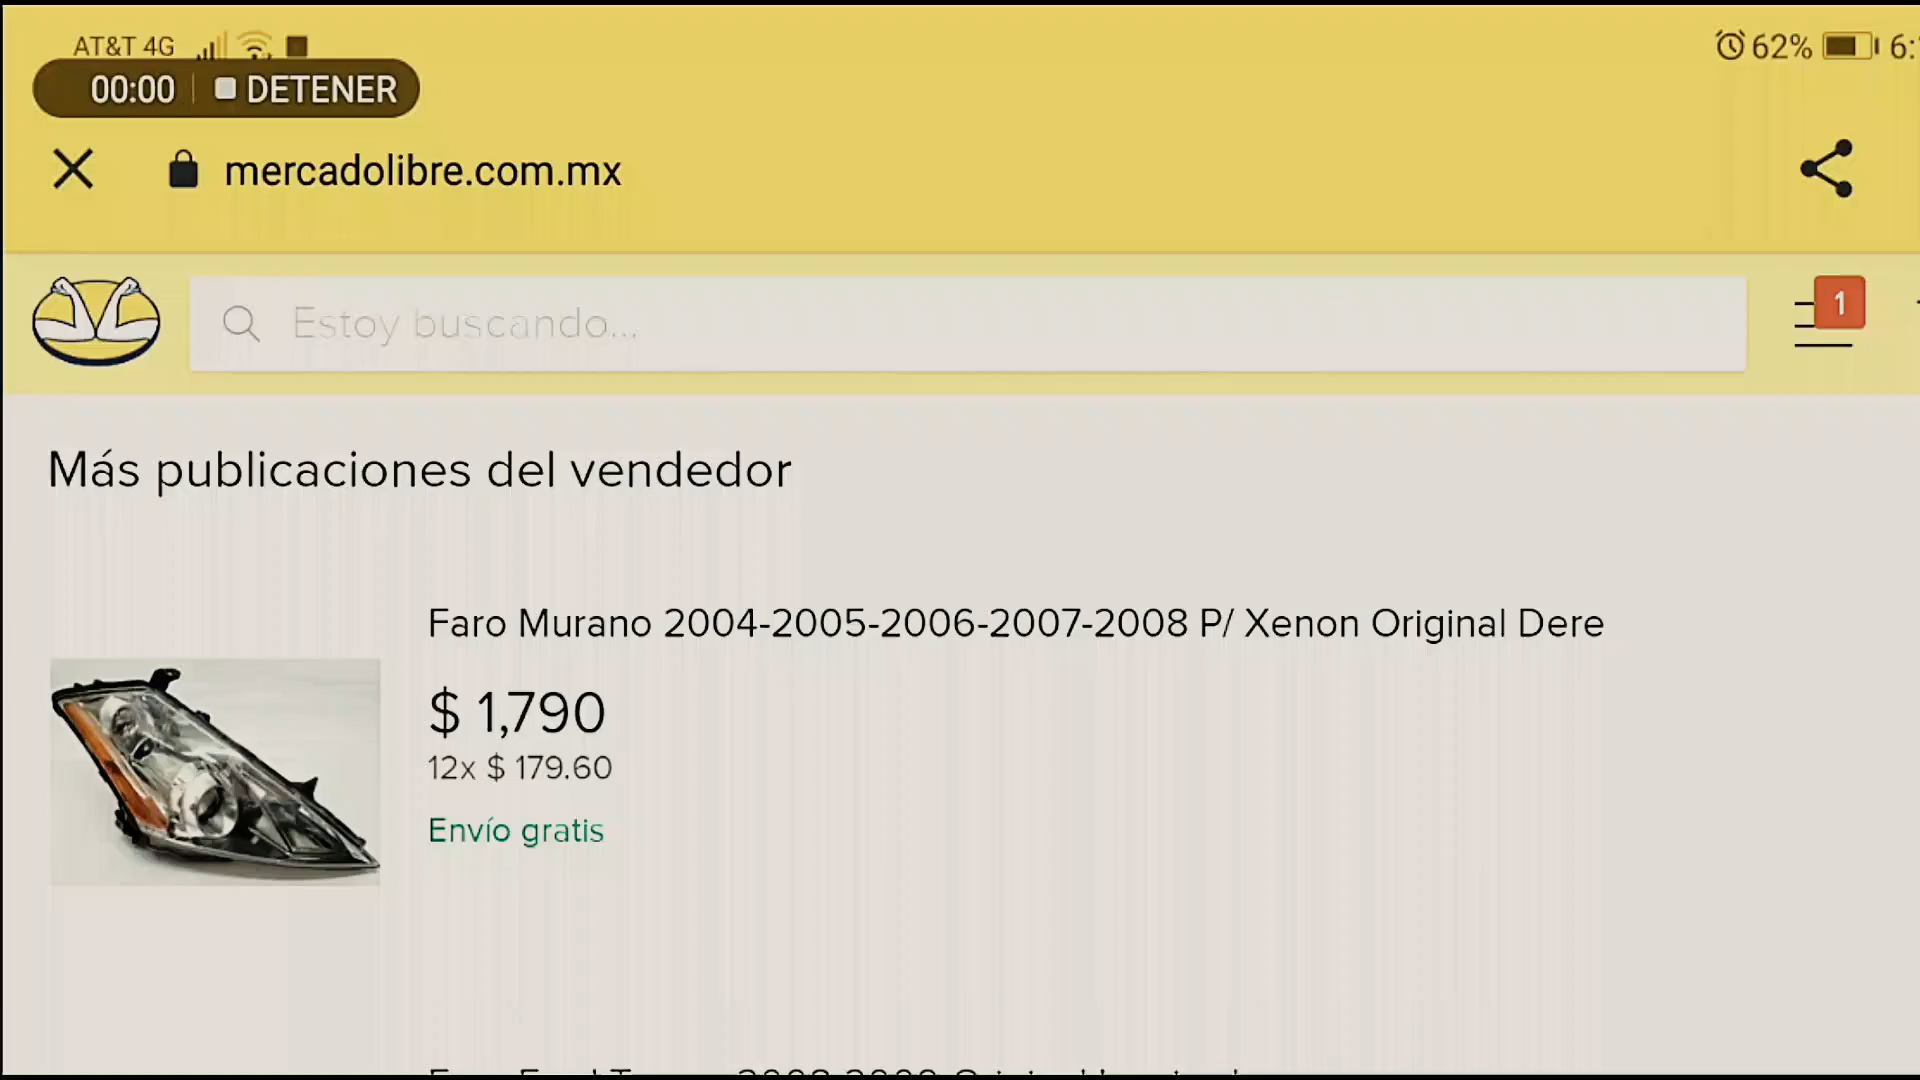 AT&T 4G
62%
00:00 DETENER
mercadolibre.com.mx
Estoy buscando...
1
Más publicaciones del vendedor
Faro Murano 2004-2005-2006-2007-2008 P/ Xenon Original Dere
$ 1,790
12x $ 179.60
Envío gratis